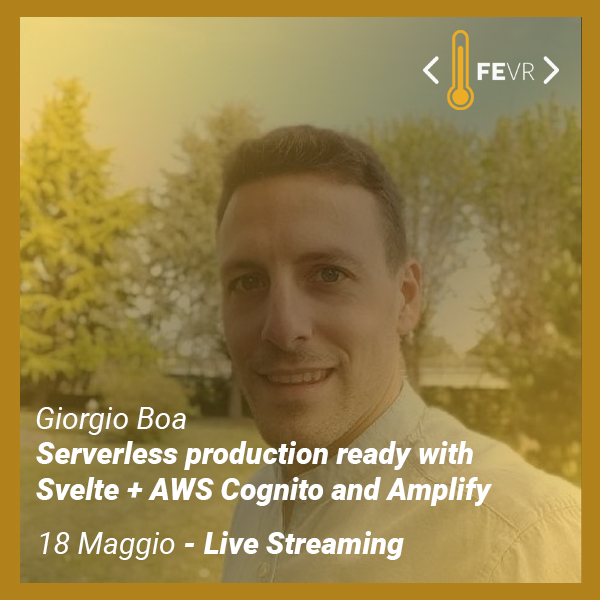 < FEVR >
Giorgio Boa
Serverless production ready with
Svelte + AWS Cognito and Amplify
18 Maggio - Live Streaming